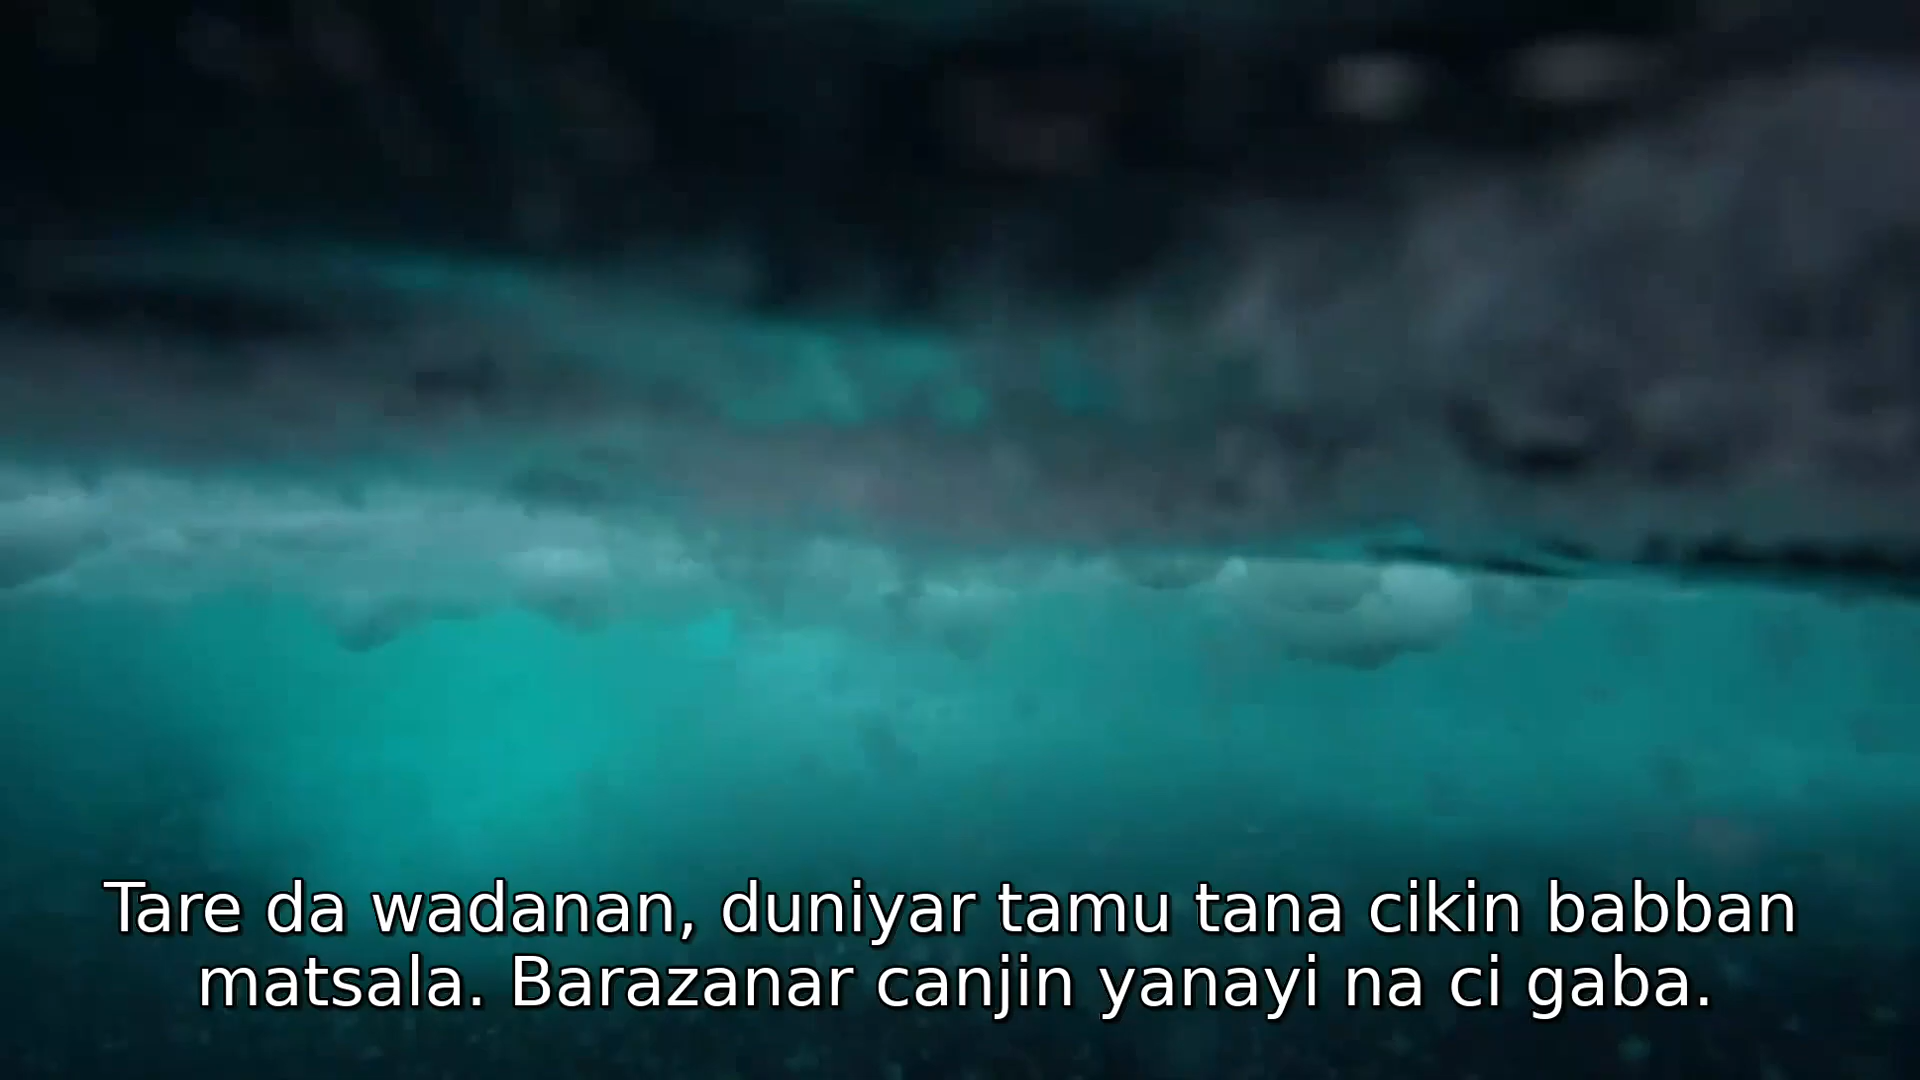 Tare da wadanan, duniyar tamu tana cikin babban
matsala. Barazanar canjin yanayi na ci gaba.